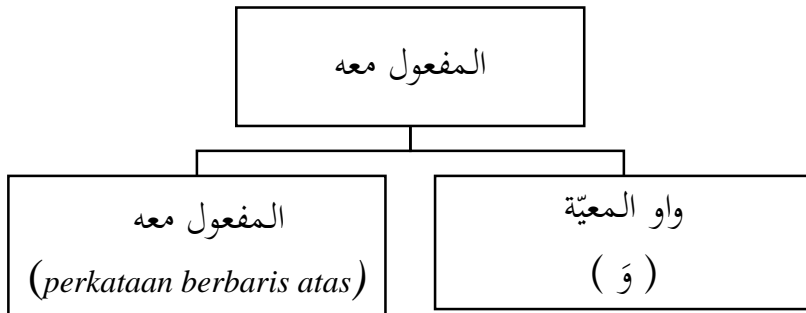 المفعول معه
واو المعيّة
( وَ )
المفعول معه
(perkataan berbaris atas)